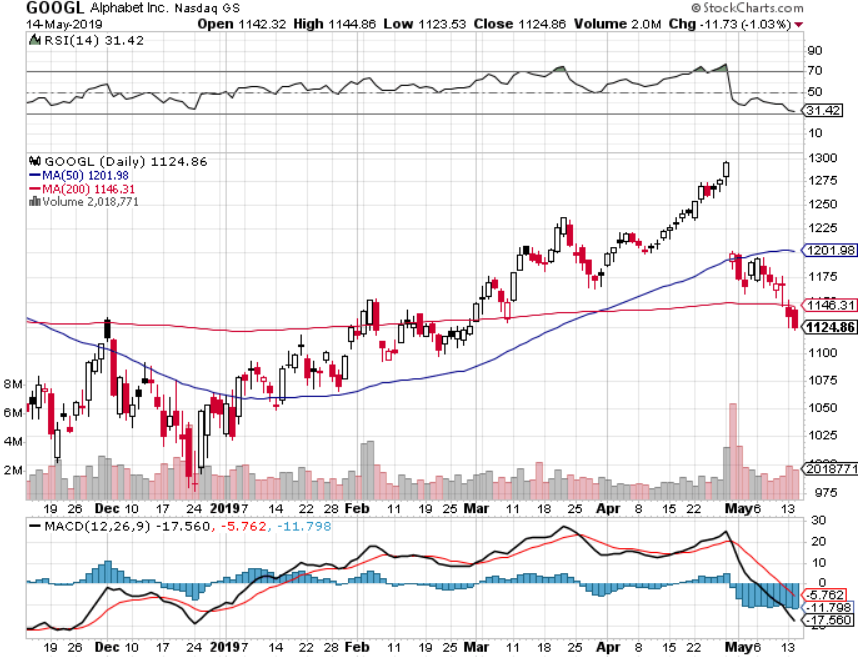 GOOGL Alphabet Inc. Nasdaq GS © StockCharts.com
14-May-2019 Open 1142.32 High 1144.86 Low 1123.53 Close 1124.86 Volume 2.0M Chg -11.73 (-1.03%)
RSI(14) 31.42
90
70
50
31.42
10
GOOGL (Daily) 1124.86
MA(50) 1201.98
MA(200) 1146.31
Volume 2,018,771
1300
1275
1250
1225
1201.98
1175
1146.31
1124.86
1100
1075
1050
1025
2018771
975
8M
6M
4M
2M
19 26 Dec 10 17 24 2019 7 14 22 28 Feb 11 19 25 Mar 11 18 25 Apr 8 15 22 May 6 13
MACD(12,26,9) -17.560, -5.762, -11.798
30
20
10
0
-5.762
-11.798
-17.560
19 26 Dec 10 17 24 2019 7 14 22 28 Feb 11 19 25 Mar 11 18 25 Apr 8 15 22 May 6 13